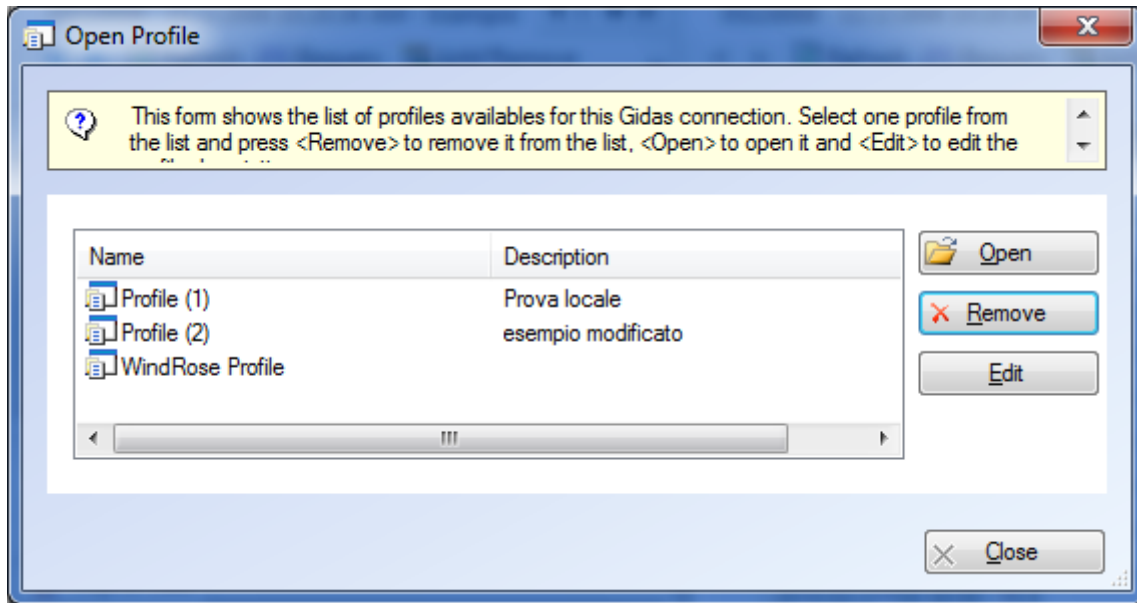 Open Profile
This form shows the list of profiles availables for this Gidas connection. Select one profile from
the list and press <Remove> to remove it from the list, <Open> to open it and <Edit> to edit the
Name Description
Profile (1) Prova locale
Profile (2) esempio modificato
WindRose Profile
Open
Remove
Edit
Close